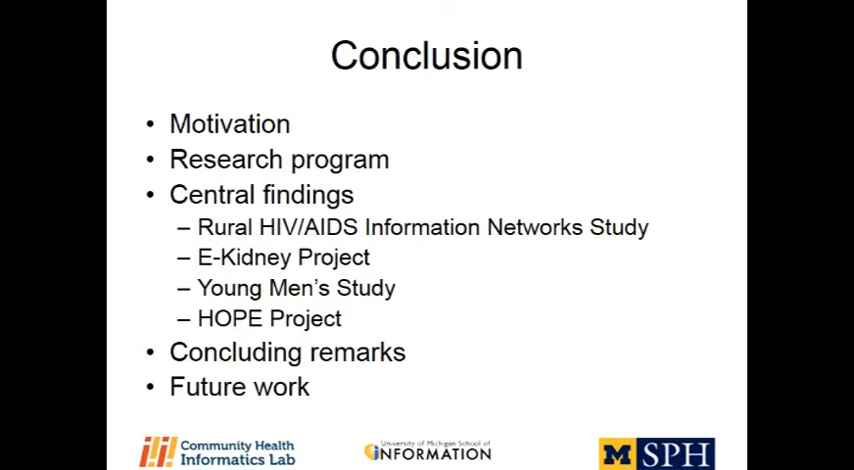 Conclusion
• Motivation
• Research program
• Central findings
– Rural HIV/AIDS Information Networks Study
– E-Kidney Project
– Young Men's Study
– HOPE Project
• Concluding remarks
• Future work
Community Health
Informatics Lab
University of Michigan School of
iNFORMATION
M SPH